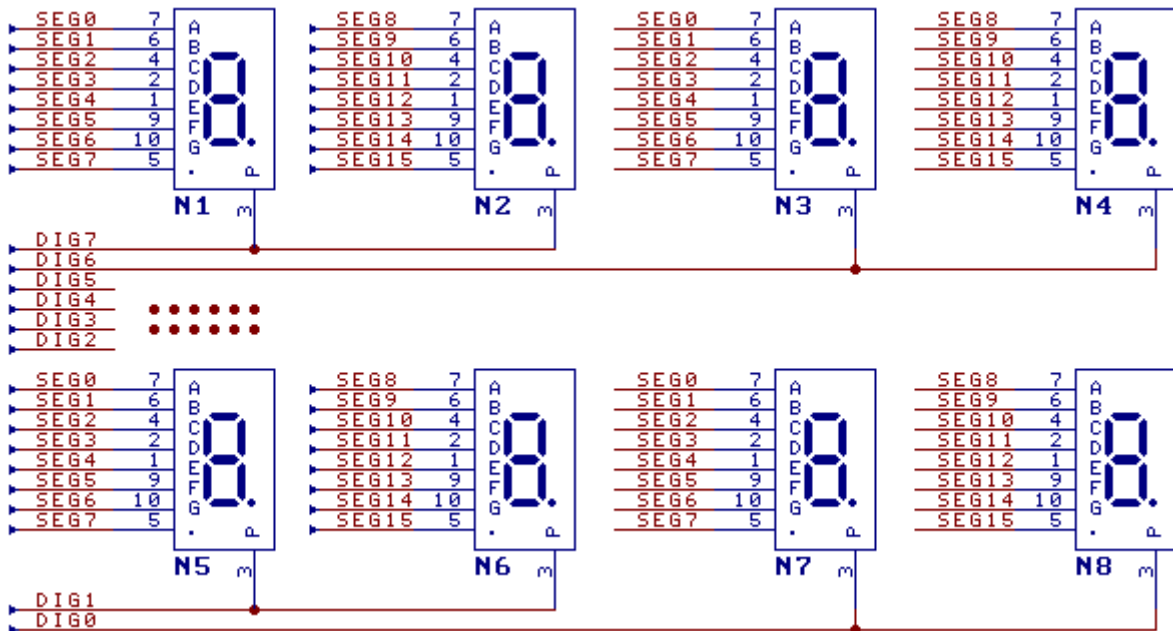 SEG0 7 A SEG8 7 A SEG0 7 A SEG8 7 A
SEG1 6 B SEG9 6 B SEG1 6 B SEG9 6 B
SEG2 4 C SEG10 4 C SEG2 4 C SEG10 4 C
SEG3 2 D SEG11 2 D SEG3 2 D SEG11 2 D
SEG4 1 E SEG12 1 E SEG4 1 E SEG12 1 E
SEG5 9 F SEG13 9 F SEG5 9 F SEG13 9 F
SEG6 10 G SEG14 10 G SEG6 10 G SEG14 10 G
SEG7 5 . P SEG15 5 . P SEG7 5 . P SEG15 5 . P
N1 3 N2 3 N3 3 N4 3
DIG7
DIG6
DIG5
DIG4
DIG3
DIG2
SEG0 7 A SEG8 7 A SEG0 7 A SEG8 7 A
SEG1 6 B SEG9 6 B SEG1 6 B SEG9 6 B
SEG2 4 C SEG10 4 C SEG2 4 C SEG10 4 C
SEG3 2 D SEG11 2 D SEG3 2 D SEG11 2 D
SEG4 1 E SEG12 1 E SEG4 1 E SEG12 1 E
SEG5 9 F SEG13 9 F SEG5 9 F SEG13 9 F
SEG6 10 G SEG14 10 G SEG6 10 G SEG14 10 G
SEG7 5 . P SEG15 5 . P SEG7 5 . P SEG15 5 . P
N5 3 N6 3 N7 3 N8 3
DIG1
DIG0